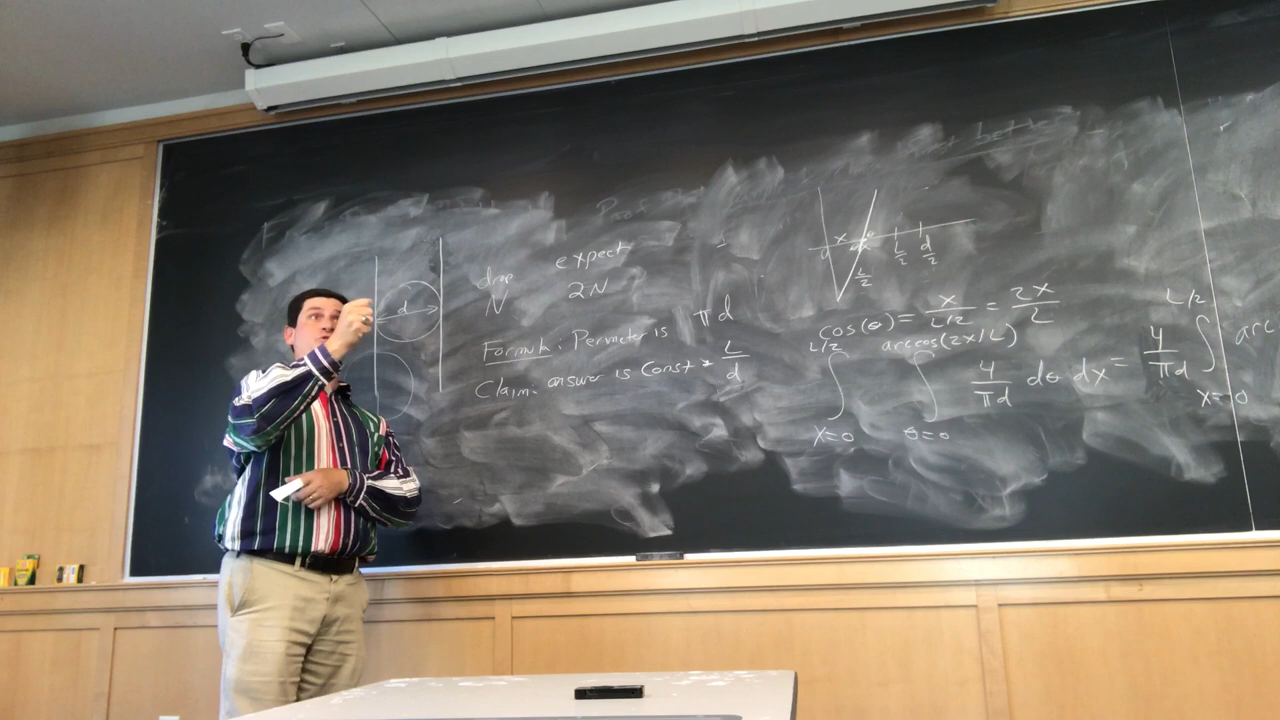 d
drop expect
N 2N
Formula: Perimeter is πd
Claim: answer is Const * L/d
x
L/2 d/2
L/2
cos(θ) = x/(L/2) = 2x/L
∫_{x=0}^{L/2} ∫_{θ=0}^{arccos(2x/L)} 4/πd dθ dx = 4/πd ∫_{x=0}^{L/2} arc